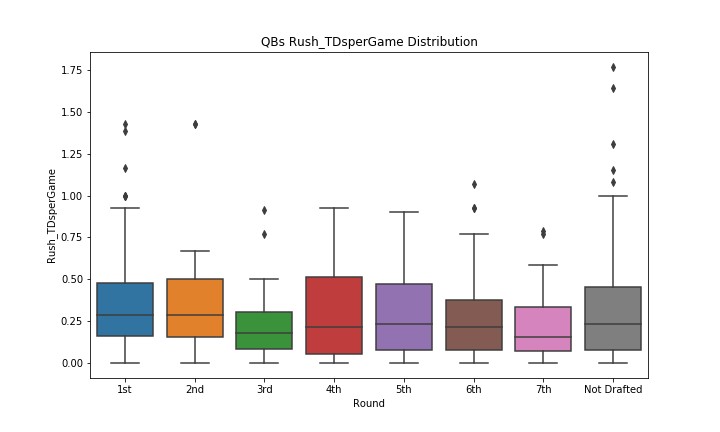 QBs Rush_TDsperGame Distribution
1.75
1.50
1.25
1.00
0.75
0.50
0.25
0.00
Rush_TDsperGame
1st 2nd 3rd 4th 5th 6th 7th Not Drafted
Round